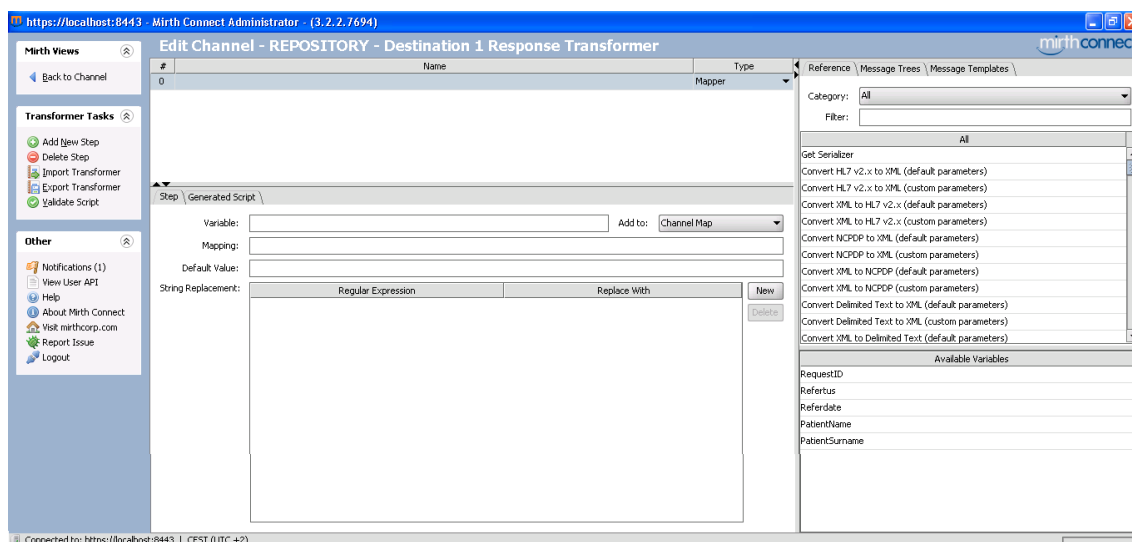 https://localhost:8443 - Mirth Connect Administrator - (3.2.2.7694)
Mirth Views
Back to Channel
Transformer Tasks
Add New Step
Delete Step
Import Transformer
Export Transformer
Validate Script
Other
Notifications (1)
View User API
Help
About Mirth Connect
Visit mirthcorp.com
Report Issue
Logout
Edit Channel - REPOSITORY - Destination 1 Response Transformer
mirth connec
# Name Type
0 Mapper
Step Generated Script
Variable: Add to: Channel Map
Mapping:
Default Value:
String Replacement: Regular Expression Replace With New
Delete
Reference Message Trees Message Templates
Category: All
Filter:
All
Get Serializer
Convert HL7 v2.x to XML (default parameters)
Convert HL7 v2.x to XML (custom parameters)
Convert XML to HL7 v2.x (default parameters)
Convert XML to HL7 v2.x (custom parameters)
Convert NCPDP to XML (default parameters)
Convert NCPDP to XML (custom parameters)
Convert XML to NCPDP (default parameters)
Convert XML to NCPDP (custom parameters)
Convert Delimited Text to XML (default parameters)
Convert Delimited Text to XML (custom parameters)
Convert XML to Delimited Text (default parameters)
Available Variables
RequestID
Refertus
Referdate
PatientName
PatientSurname
Connected to: https://localhost:8443 | CEST (UTC +2)